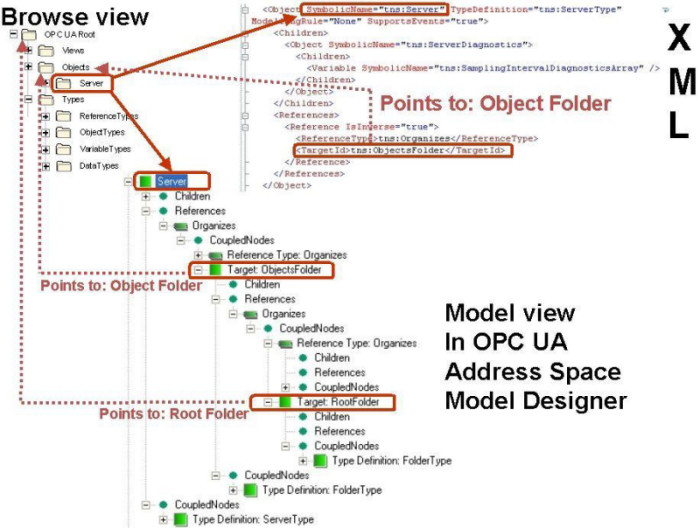 Browse view
OPC UA Root
Views
Objects
Server
Types
ReferenceTypes
ObjectTypes
VariableTypes
DataTypes
<Object SymbolicName="tns:Server" TypeDefinition="tns:ServerType"
ModellingRule="None" SupportsEvents="true">
<Children>
<Object SymbolicName="tns:ServerDiagnostics">
<Children>
<Variable SymbolicName="tns:SamplingIntervalDiagnosticsArray" />
</Children>
</Object>
</Children>
<References>
<Reference IsInverse="true">
<ReferenceType>tns:Organizes</ReferenceType>
<TargetId>tns:ObjectsFolder</TargetId>
</Reference>
</References>
</Object>
X
M
L
Points to: Object Folder
Server
Children
References
Organizes
CoupledNodes
Reference Type: Organizes
Target: ObjectsFolder
Points to: Object Folder
Children
References
Organizes
CoupledNodes
Reference Type: Organizes
Children
References
CoupledNodes
Target: RootFolder
Points to: Root Folder
Children
References
CoupledNodes
Type Definition: FolderType
CoupledNodes
Type Definition: FolderType
CoupledNodes
Type Definition: ServerType
Model view
In OPC UA
Address Space
Model Designer